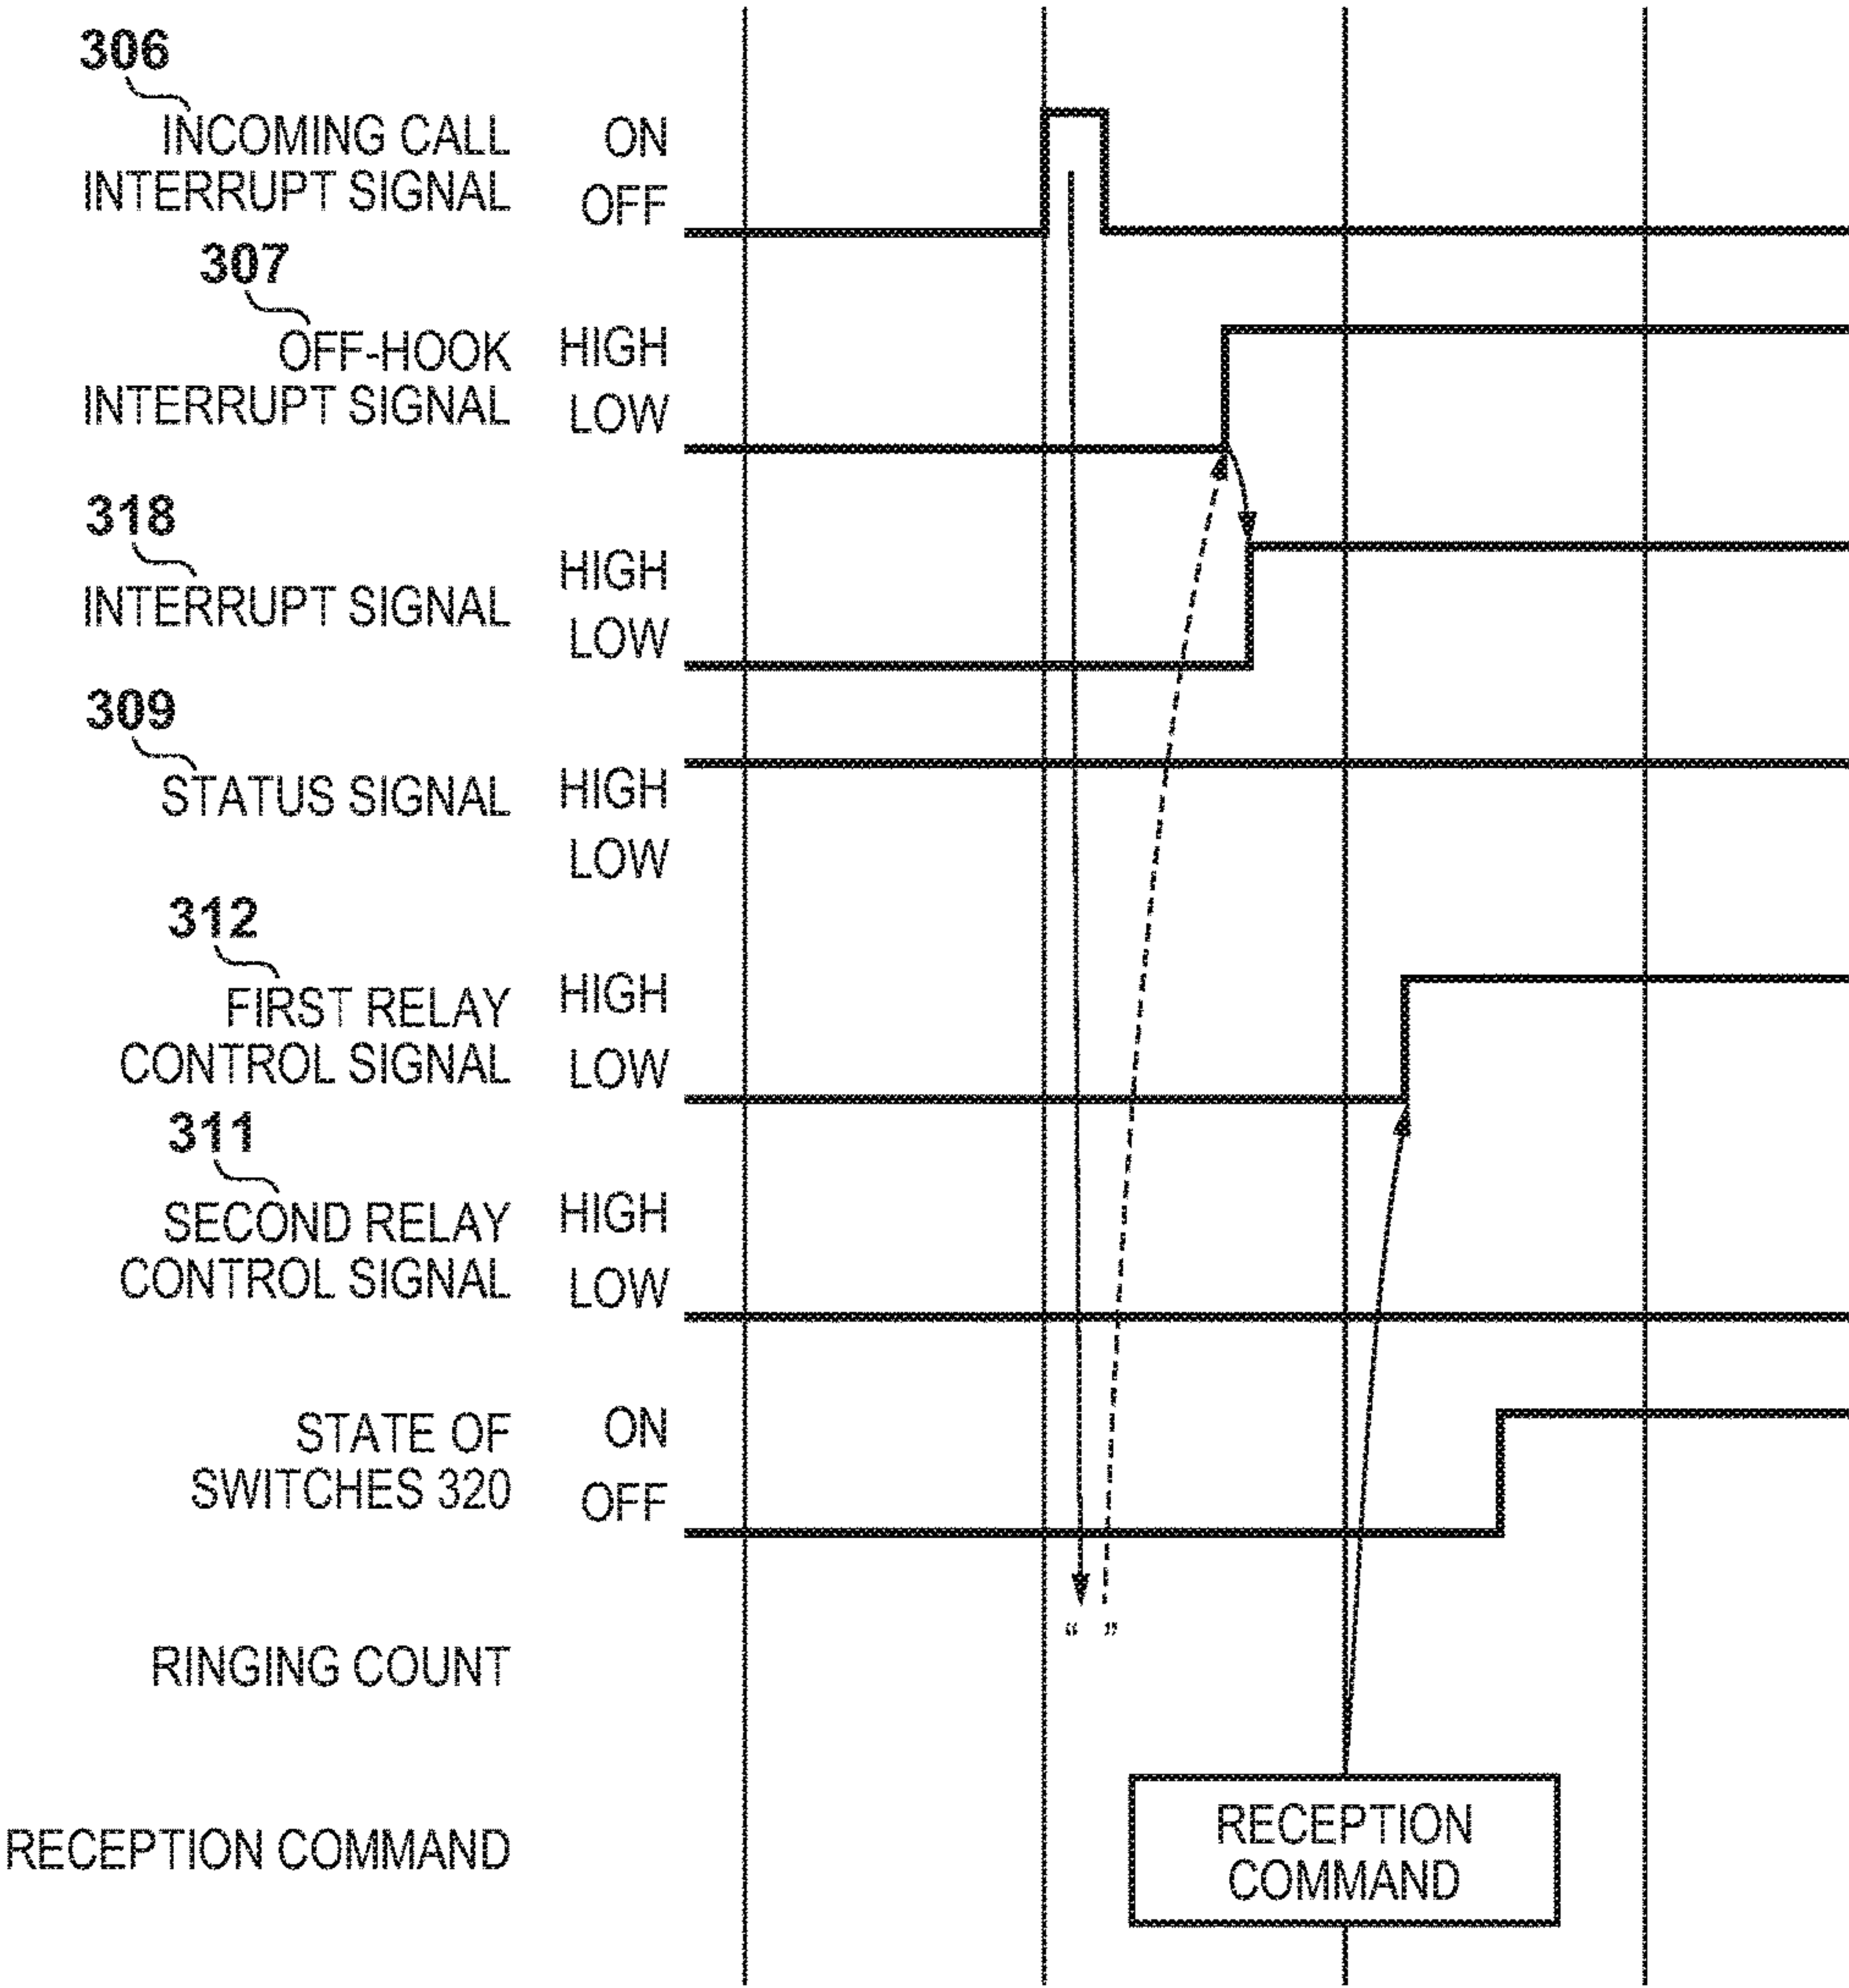 306
INCOMING CALL
INTERRUPT SIGNAL
ON
OFF
307
OFF-HOOK
INTERRUPT SIGNAL
HIGH
LOW
318
INTERRUPT SIGNAL
HIGH
LOW
309
STATUS SIGNAL
HIGH
LOW
312
FIRST RELAY
CONTROL SIGNAL
HIGH
LOW
311
SECOND RELAY
CONTROL SIGNAL
HIGH
LOW
STATE OF
SWITCHES 320
ON
OFF
“ ”
RINGING COUNT
RECEPTION COMMAND
RECEPTION
COMMAND